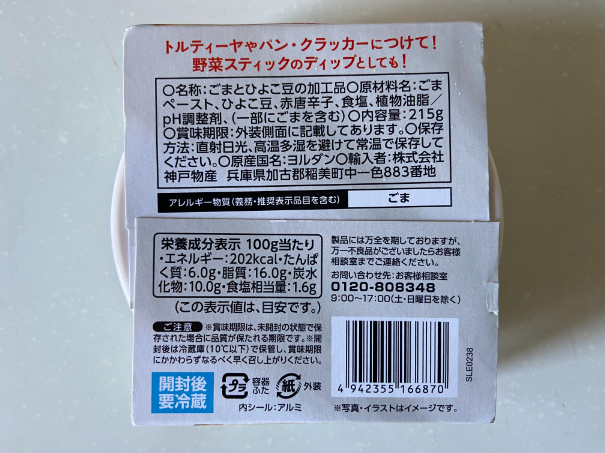 トルティーヤやパン・クラッカーにつけて!
野菜スティックのディップとしても!
〇名称:ごまとひよこ豆の加工品〇原材料名:ごま
ペースト、ひよこ豆、赤唐辛子、食塩、植物油脂/
pH調整剤、(一部にごまを含む)〇内容量:215g
〇賞味期限:外装側面に記載してあります。〇保存
方法:直射日光、高温多湿を避けて常温で保存して
ください。〇原産国名:ヨルダン〇輸入者:株式会社
神戸物産 兵庫県加古郡稲美町中一色883番地
アレルギー物質(義務・推奨表示品目を含む)
ごま
栄養成分表示 100g当たり
・エネルギー:202kcal・たんぱ
く質:6.0g・脂質:16.0g・炭水
化物:10.0g・食塩相当量:1.6g
(この表示値は、目安です。)
製品には万全を期しておりますが、
万一不良品がございましたらお客様
相談室までご連絡ください。
お問い合わせ先:お客様相談室
0120-808348
9:00~17:00(土・日曜日を除く)
ご注意
※賞味期限は、未開封の状態で保
存された場合に品質が保たれる期限です。※開
封後は冷蔵庫(10℃以下)で保管し、賞味期限
にかかわらずなるべく早く召し上がりください。
開封後
要冷蔵
プラ
容器
ふた
紙
外装
内シール:アルミ
4 942355 166870
SLE0238
※写真・イラストはイメージです。